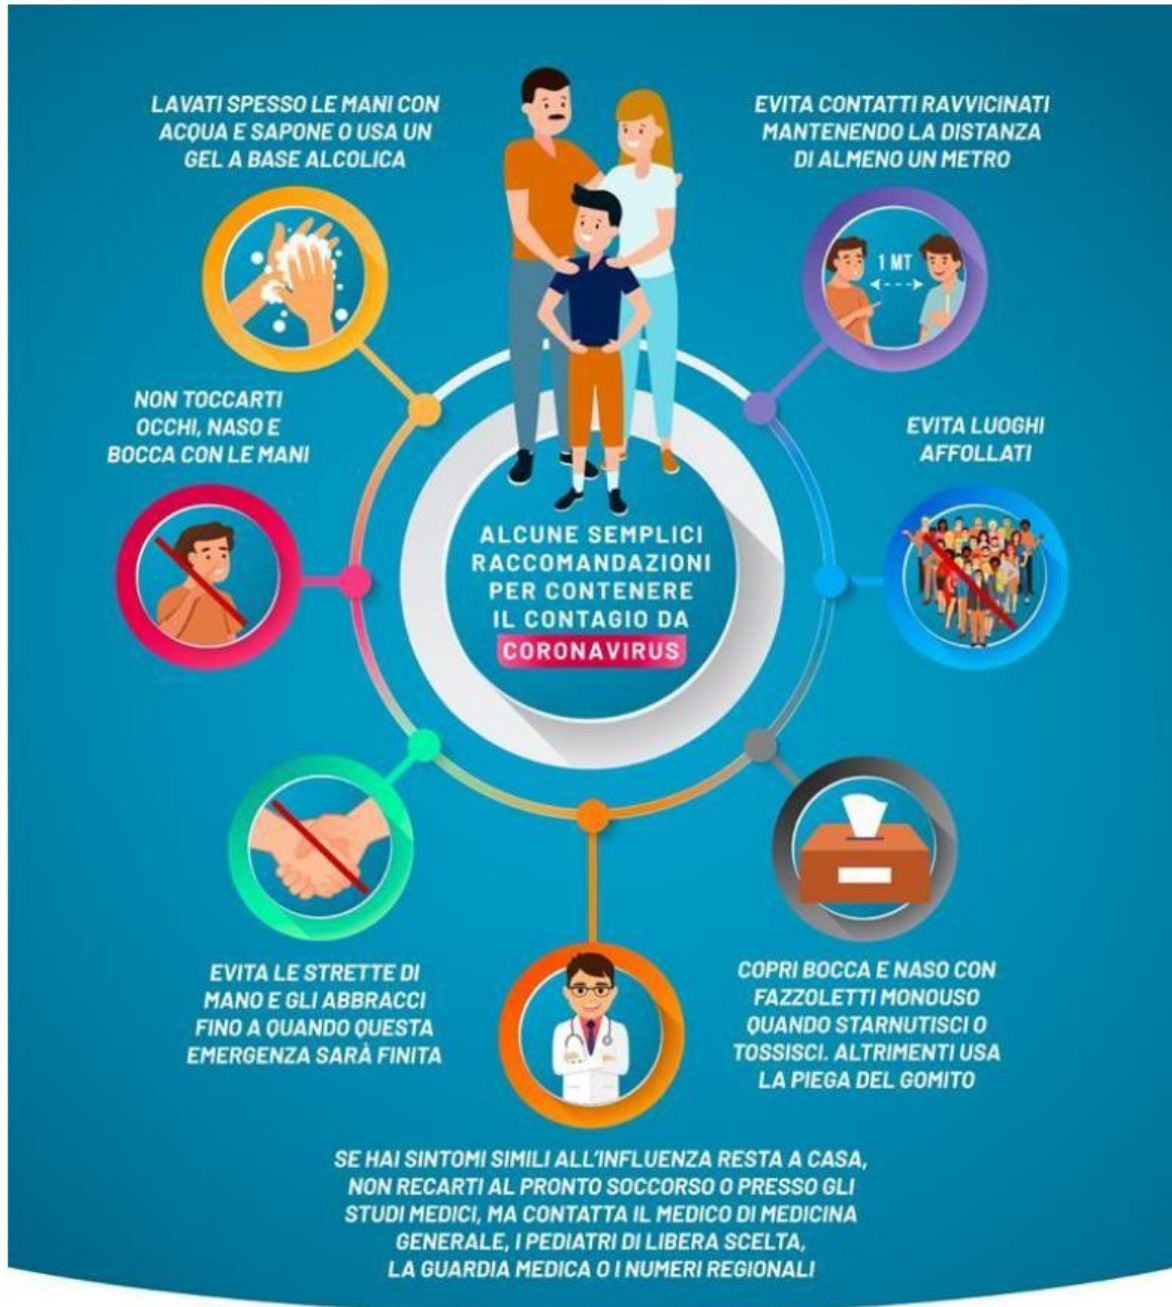 LAVATI SPESSO LE MANI CON
ACQUA E SAPONE O USA UN
GEL A BASE ALCOLICA
EVITA CONTATTI RAVVICINATI
MANTENENDO LA DISTANZA
DI ALMENO UN METRO
1 MT
NON TOCCARTI
OCCHI, NASO E
BOCCA CON LE MANI
EVITA LUOGHI
AFFOLLATI
ALCUNE SEMPLICI
RACCOMANDAZIONI
PER CONTENERE
IL CONTAGIO DA
CORONAVIRUS
EVITA LE STRETTE DI
MANO E GLI ABBRACCI
FINO A QUANDO QUESTA
EMERGENZA SARÀ FINITA
COPRI BOCCA E NASO CON
FAZZOLETTI MONOUSO
QUANDO STARNUTISCI O
TOSSISCI. ALTRIMENTI USA
LA PIEGA DEL GOMITO
SE HAI SINTOMI SIMILI ALL'INFLUENZA RESTA A CASA,
NON RECARTI AL PRONTO SOCCORSO O PRESSO GLI
STUDI MEDICI, MA CONTATTA IL MEDICO DI MEDICINA
GENERALE, I PEDIATRI DI LIBERA SCELTA,
LA GUARDIA MEDICA O I NUMERI REGIONALI